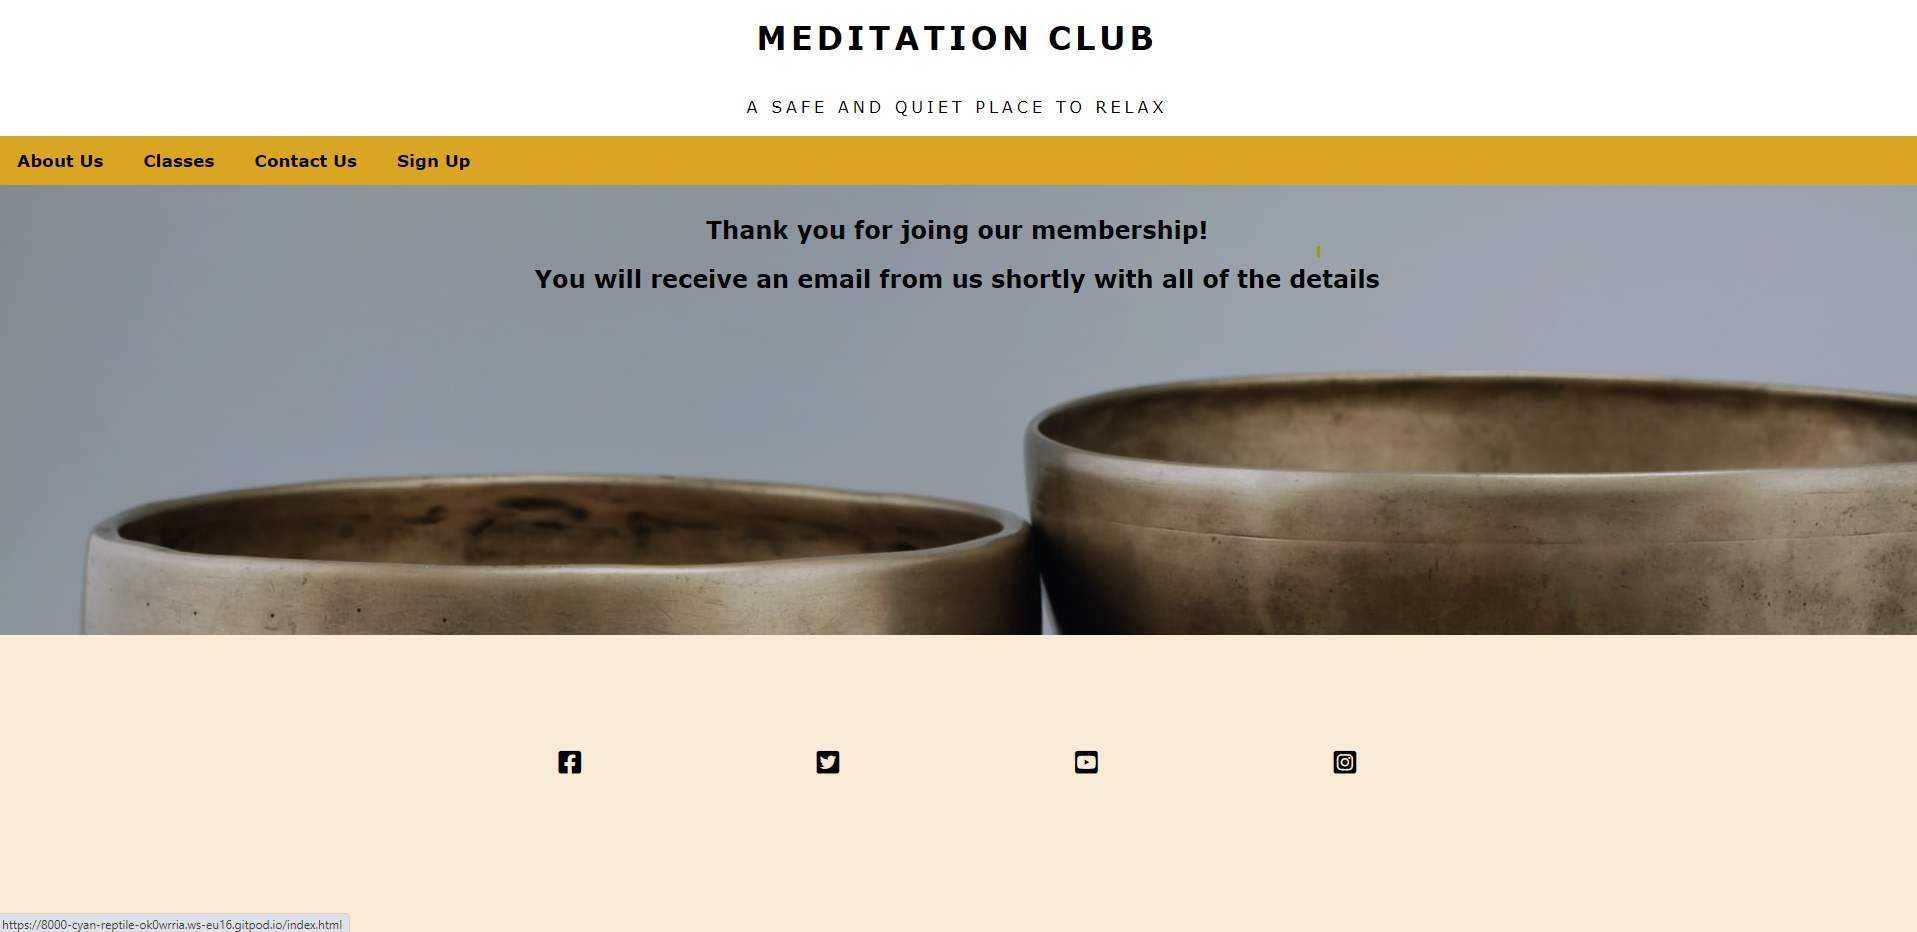 MEDITATION CLUB
A SAFE AND QUIET PLACE TO RELAX
About Us Classes Contact Us Sign Up
Thank you for joing our membership!
You will receive an email from us shortly with all of the details
https://8000-cyan-reptile-ok0wrria.ws-eu16.gitpod.io/index.html